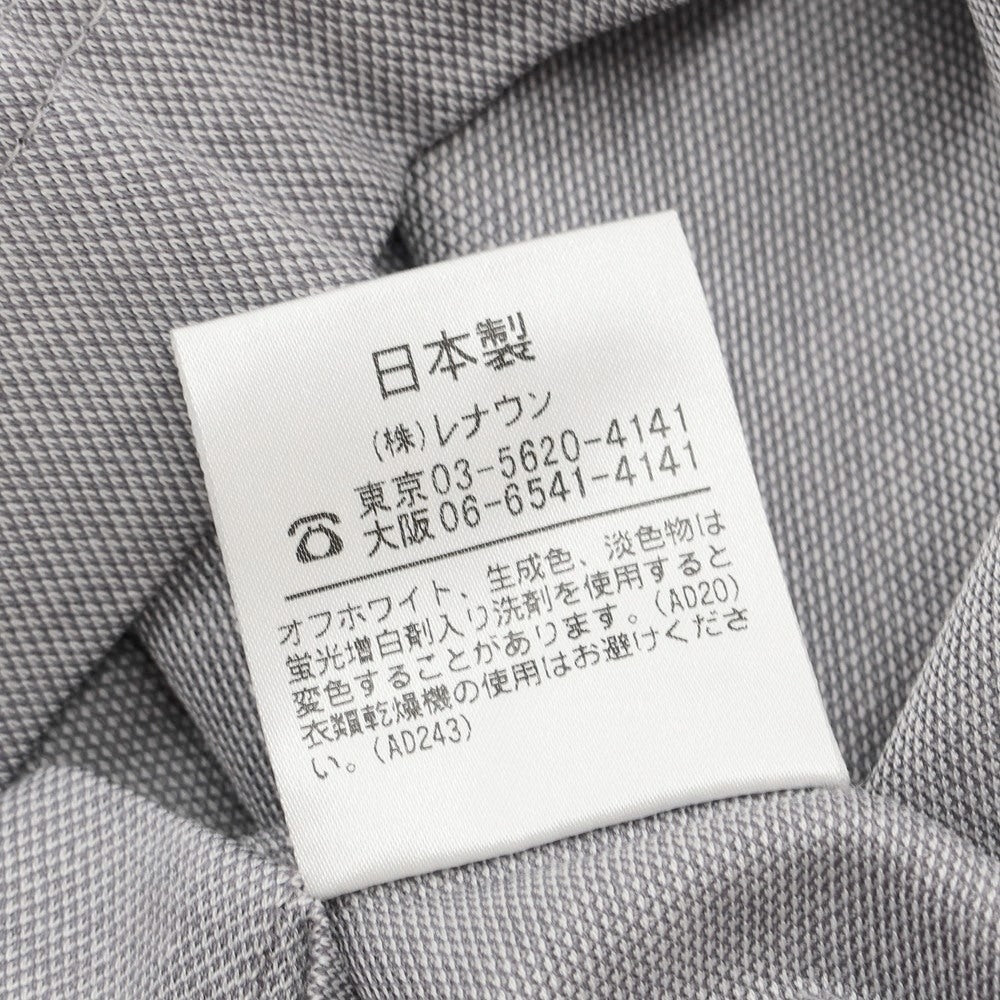 日本製
(株)レナウン
東京03-5620-4141
大阪06-6541-4141
オフホワイト、生成色、淡色物は
蛍光増白剤入り洗剤を使用すると
変色することがあります。(AD20)
衣類乾燥機の使用はお避けくださ
い。(AD243)